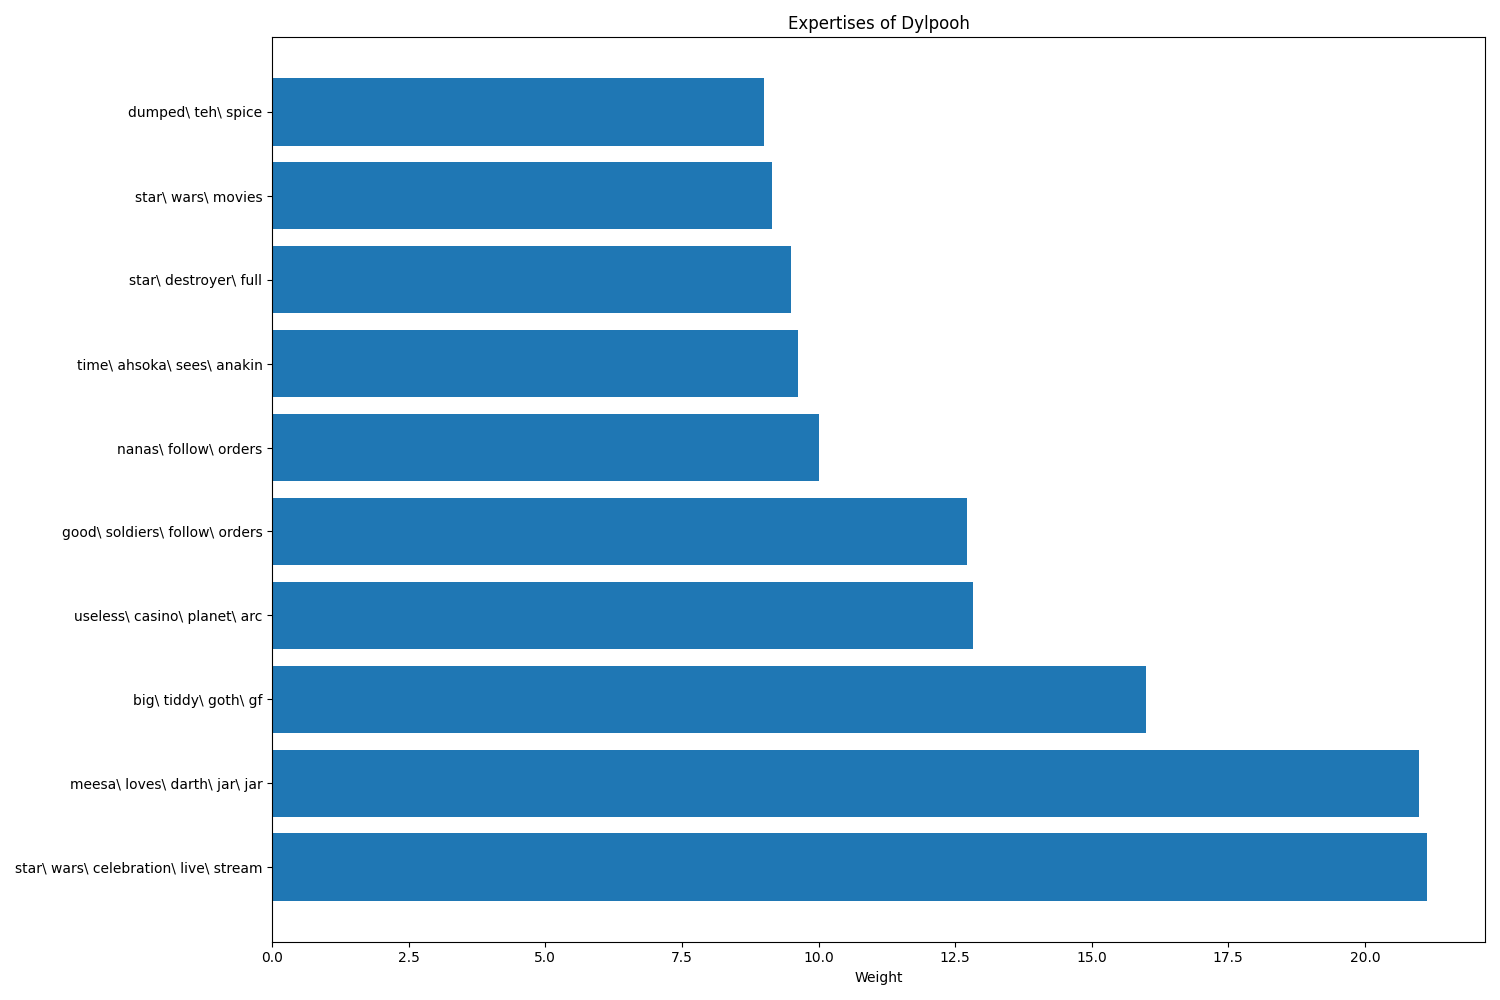 Expertises of Dylpooh
dumped\ teh\ spice
star\ wars\ movies
star\ destroyer\ full
time\ ahsoka\ sees\ anakin
nanas\ follow\ orders
good\ soldiers\ follow\ orders
useless\ casino\ planet\ arc
big\ tiddy\ goth\ gf
meesa\ loves\ darth\ jar\ jar
star\ wars\ celebration\ live\ stream
0.0 2.5 5.0 7.5 10.0 12.5 15.0 17.5 20.0
Weight